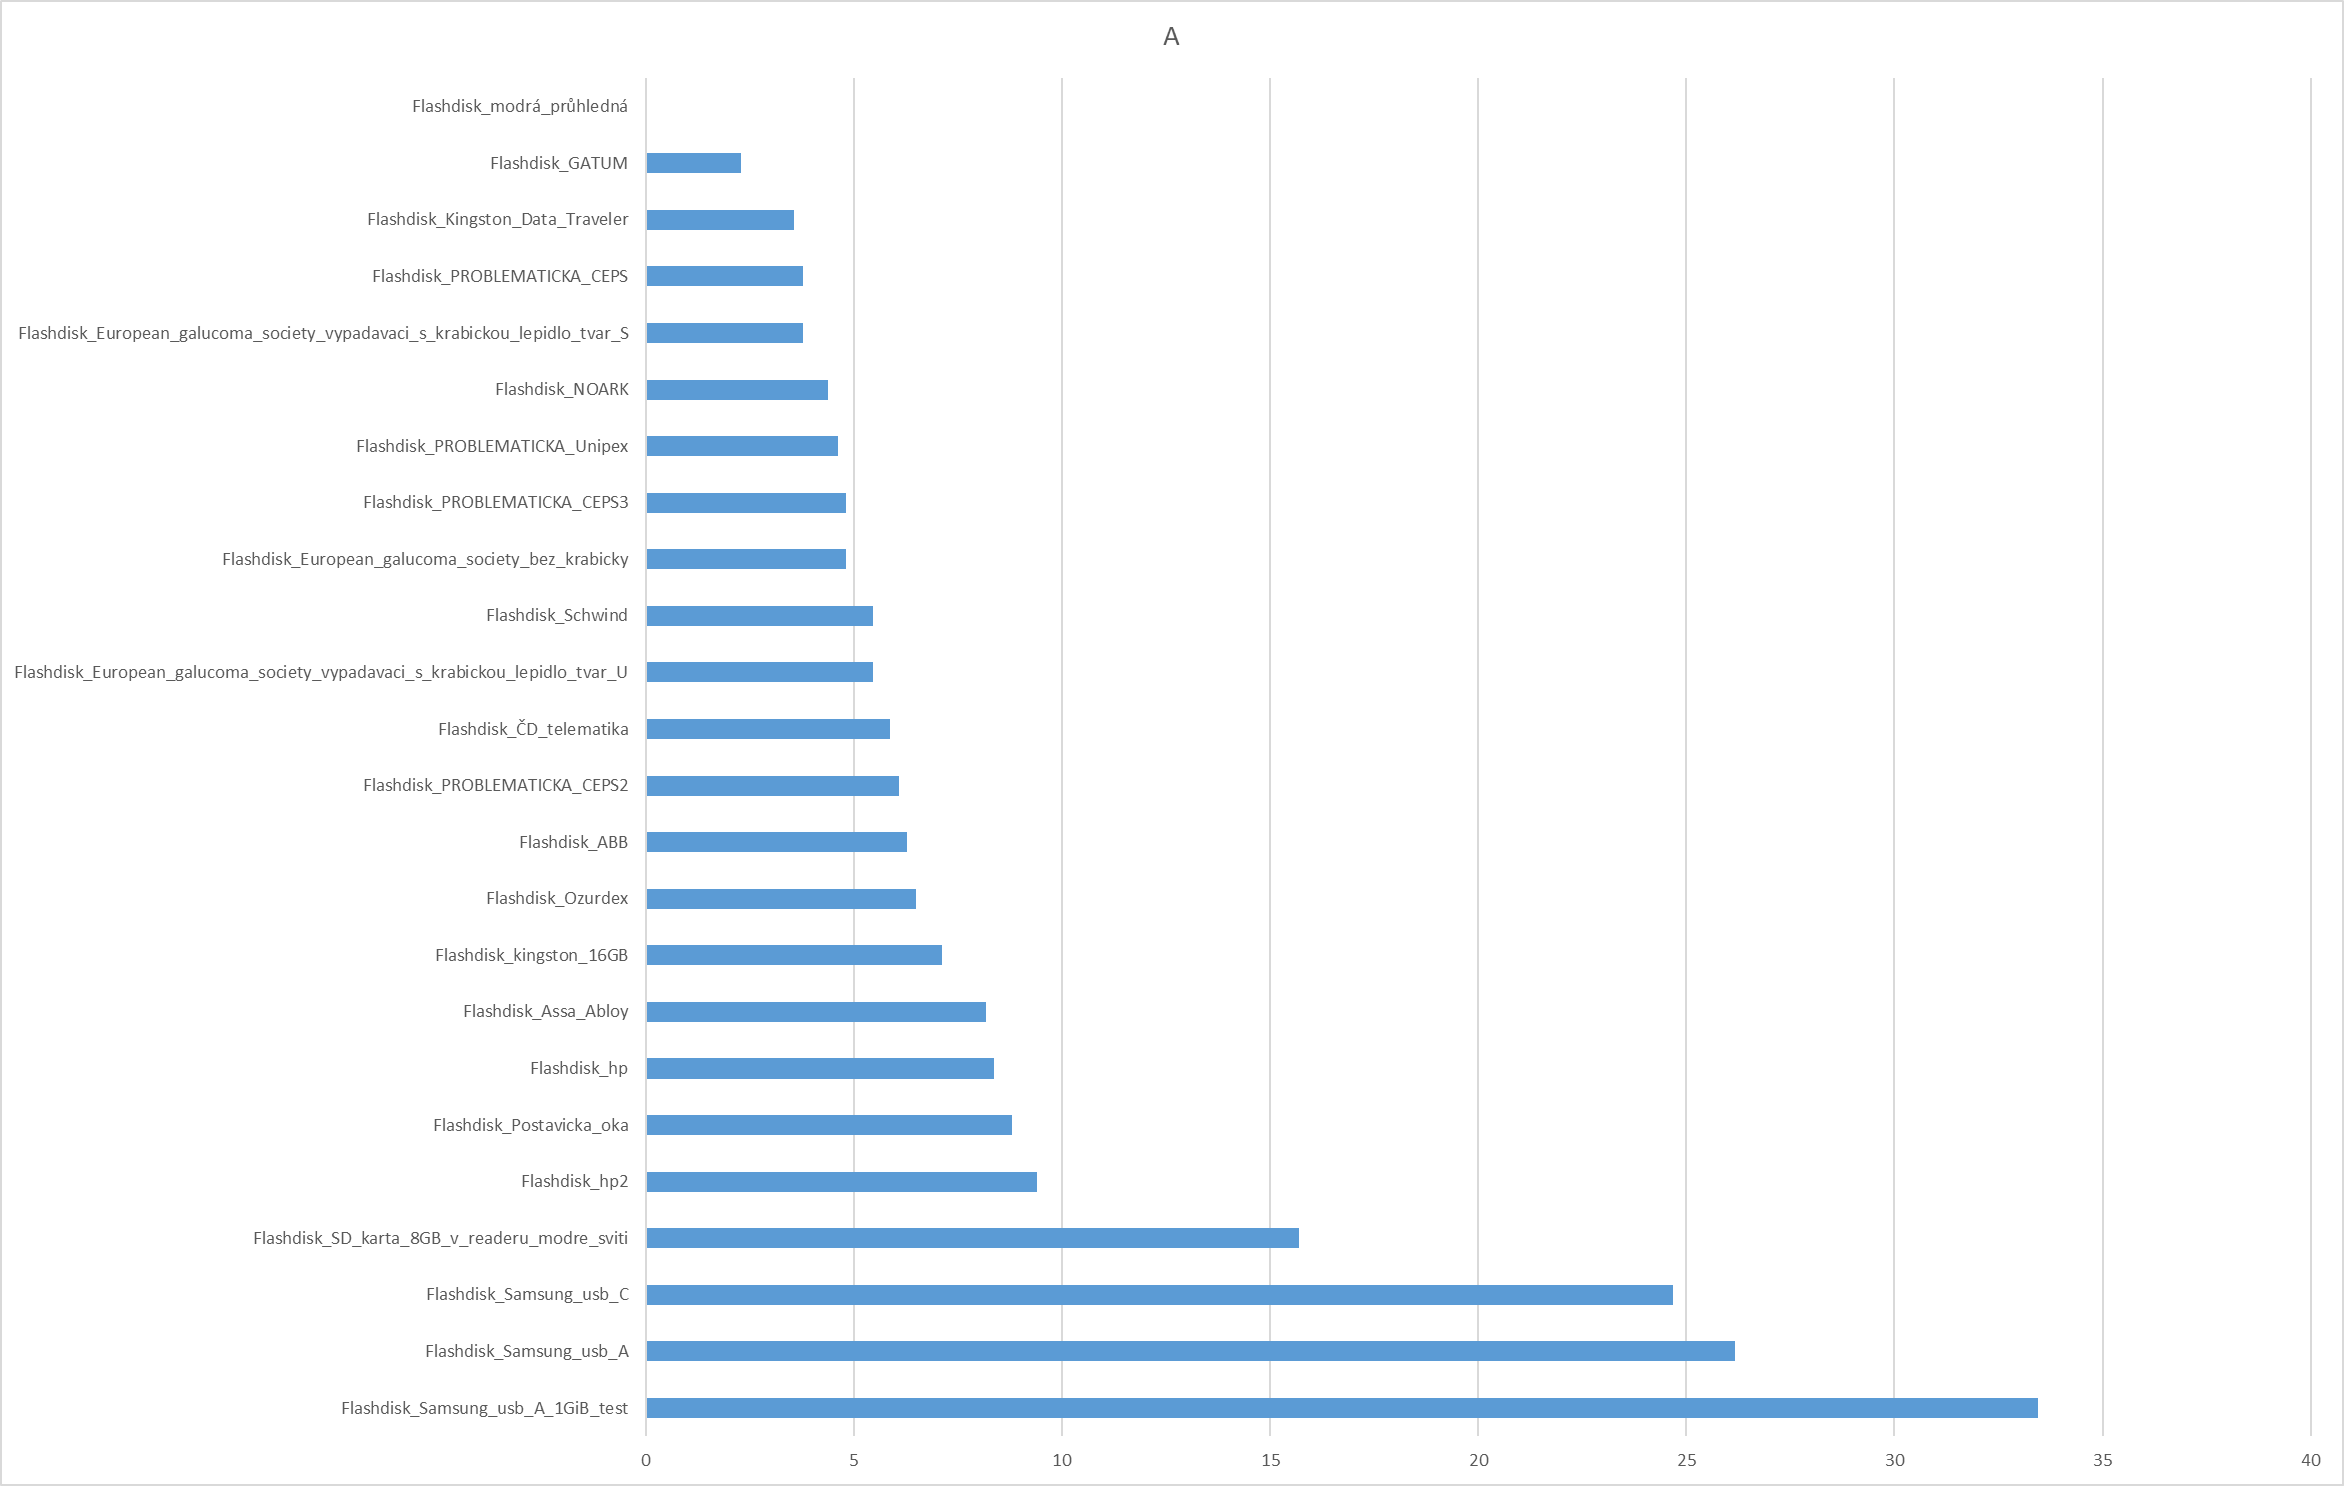 A
Flashdisk_modrá_průhledná
Flashdisk_GATUM
Flashdisk_Kingston_Data_Traveler
Flashdisk_PROBLEMATICKA_CEPS
Flashdisk_European_galucoma_society_vypadavaci_s_krabickou_lepidlo_tvar_S
Flashdisk_NOARK
Flashdisk_PROBLEMATICKA_Unipex
Flashdisk_PROBLEMATICKA_CEPS3
Flashdisk_European_galucoma_society_bez_krabicky
Flashdisk_Schwind
Flashdisk_European_galucoma_society_vypadavaci_s_krabickou_lepidlo_tvar_U
Flashdisk_ČD_telematika
Flashdisk_PROBLEMATICKA_CEPS2
Flashdisk_ABB
Flashdisk_Ozurdex
Flashdisk_kingston_16GB
Flashdisk_Assa_Abloy
Flashdisk_hp
Flashdisk_Postavicka_oka
Flashdisk_hp2
Flashdisk_SD_karta_8GB_v_readeru_modre_sviti
Flashdisk_Samsung_usb_C
Flashdisk_Samsung_usb_A
Flashdisk_Samsung_usb_A_1GiB_test
0 5 10 15 20 25 30 35 40